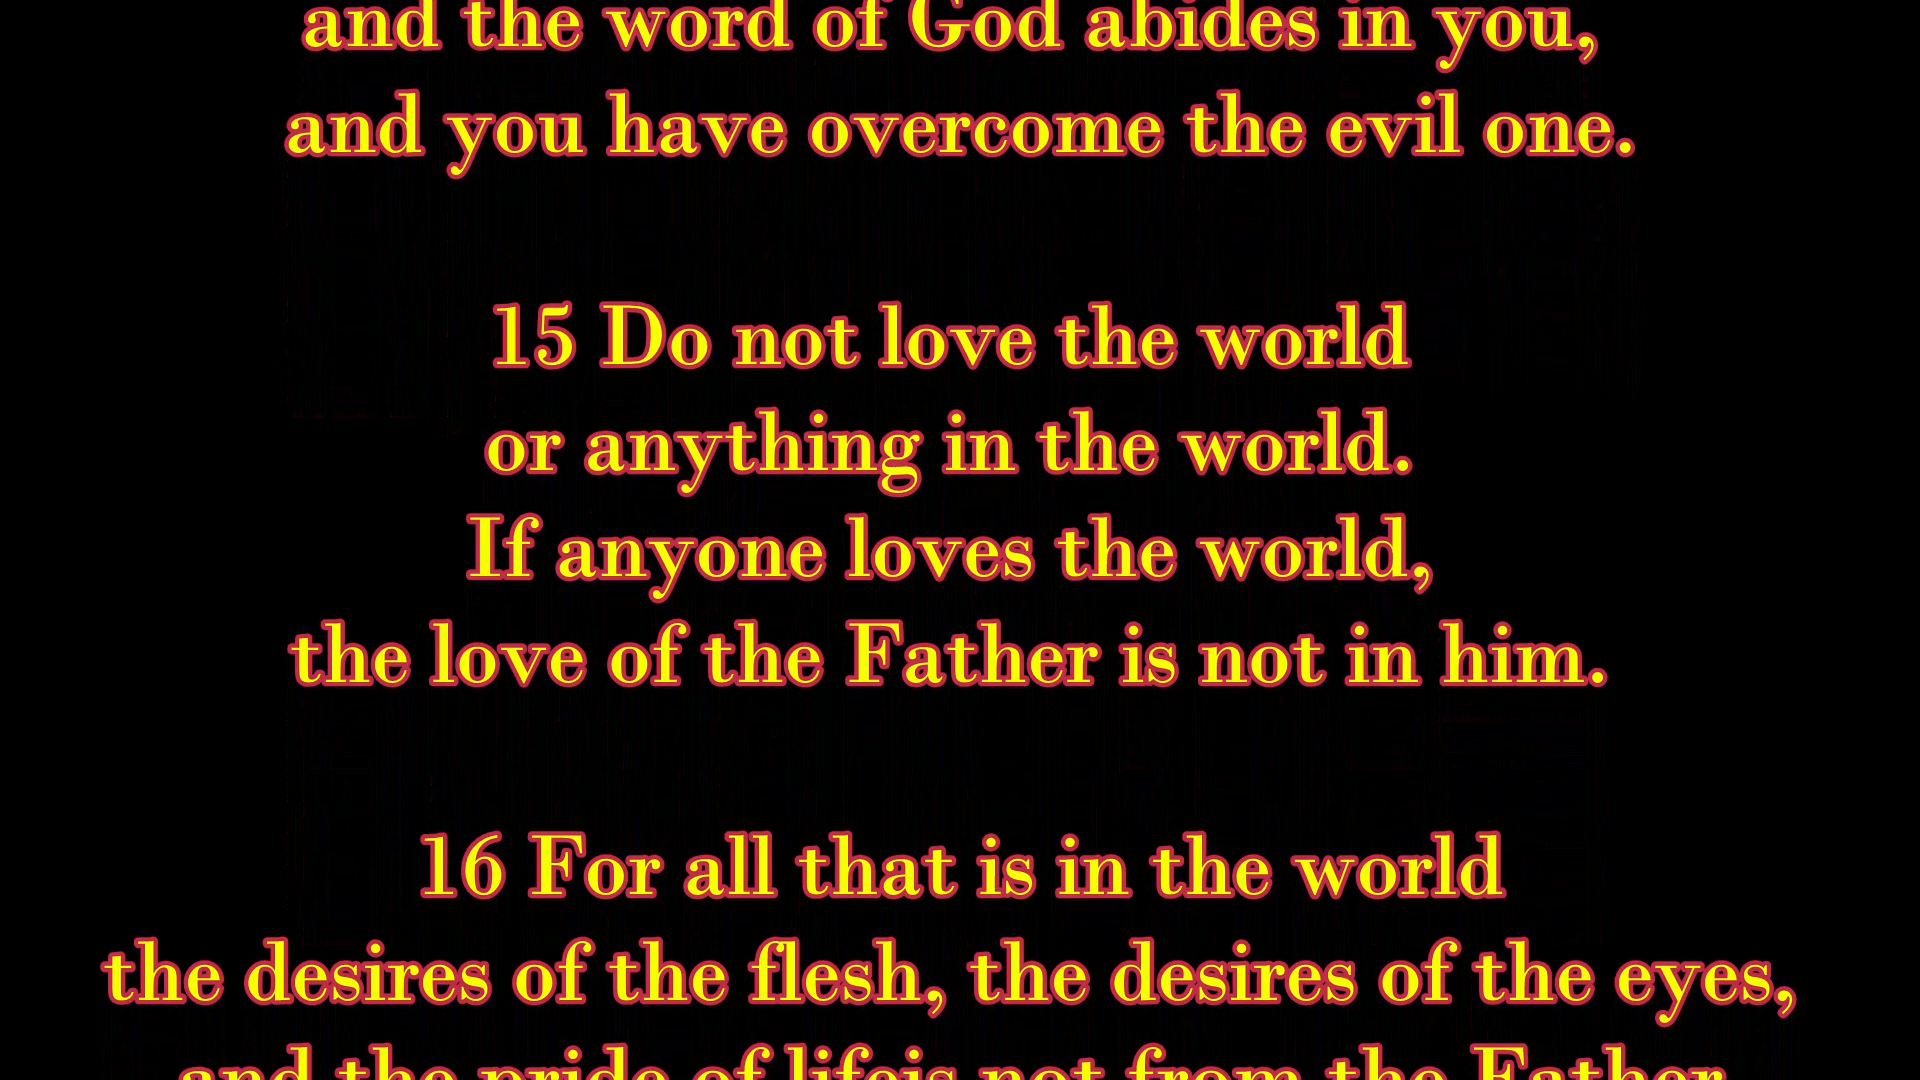 and the word of God abides in you,
and you have overcome the evil one.
15 Do not love the world
or anything in the world.
If anyone loves the world,
the love of the Father is not in him.
16 For all that is in the world
the desires of the flesh, the desires of the eyes,
and the pride of lifeis not from the Father